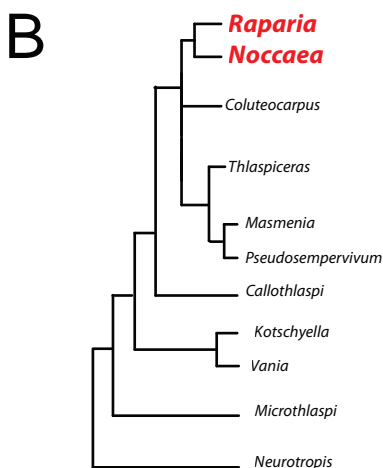 B
Raparia
Noccaea
Coluteocarpus
Thlaspiceras
Masmenia
Pseudosempervivum
Callothlaspi
Kotschyella
Vania
Microthlaspi
Neurotropis